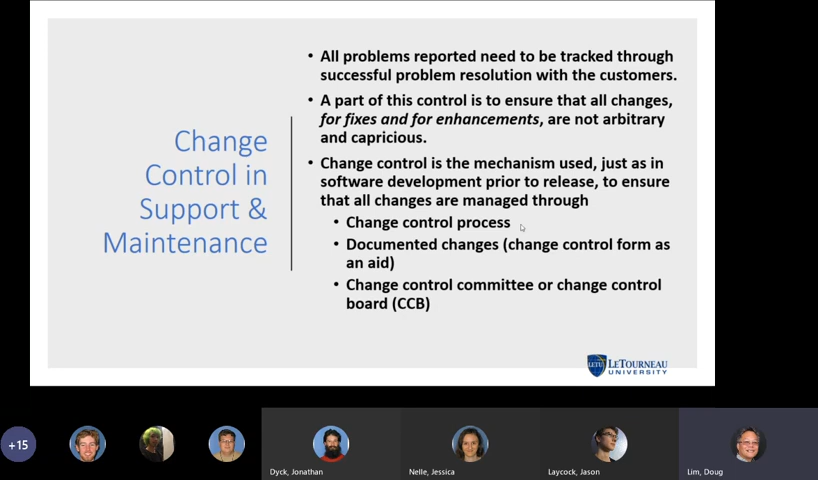 Change
Control in
Support &
Maintenance
• All problems reported need to be tracked through
successful problem resolution with the customers.
• A part of this control is to ensure that all changes,
for fixes and for enhancements, are not arbitrary
and capricious.
• Change control is the mechanism used, just as in
software development prior to release, to ensure
that all changes are managed through
• Change control process
• Documented changes (change control form as
an aid)
• Change control committee or change control
board (CCB)
LETU
LETOURNEAU
UNIVERSITY
+15
Dyck, Jonathan
Nelle, Jessica
Laycock, Jason
Lim, Doug